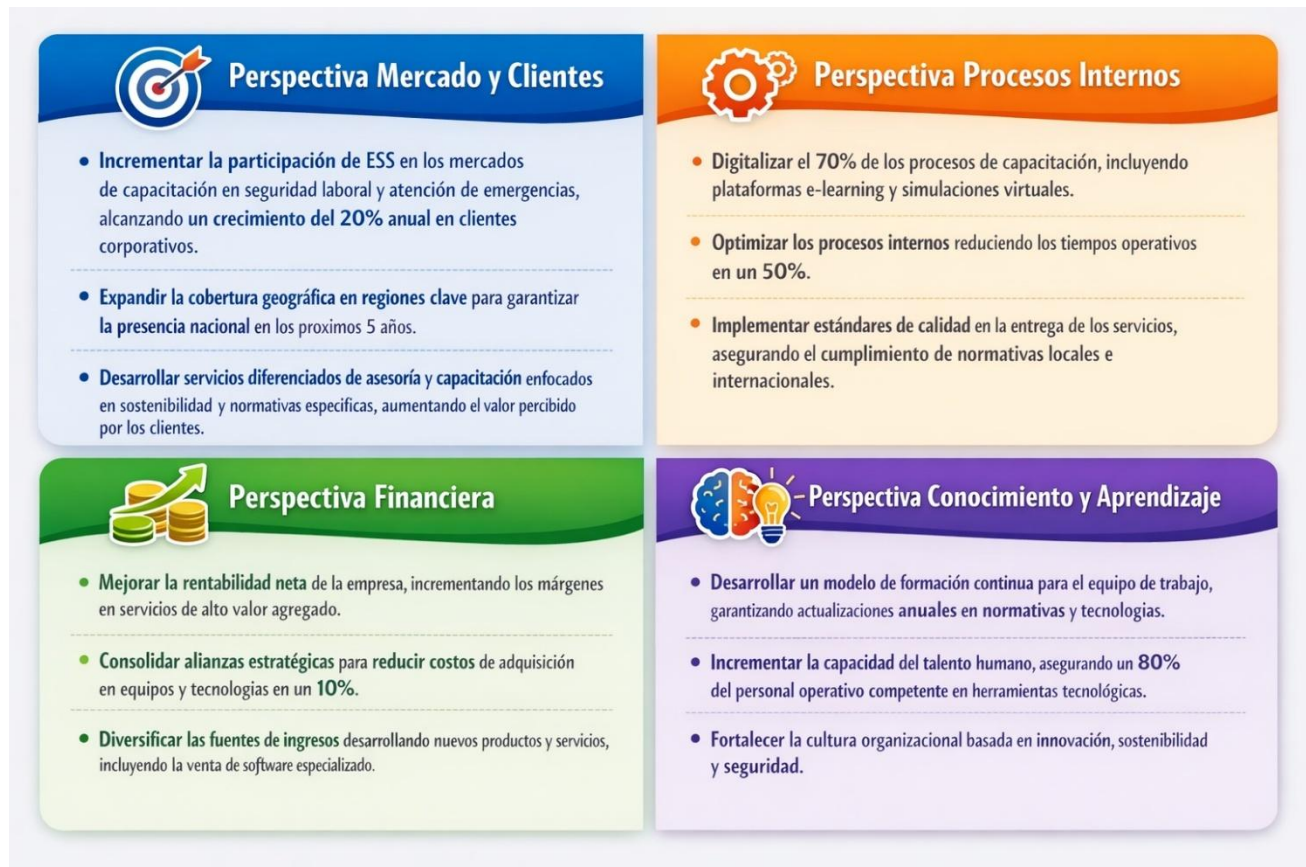 Perspectiva Mercado y Clientes
• Incrementar la participación de ESS en los mercados
de capacitación en seguridad laboral y atención de emergencias,
alcanzando un crecimiento del 20% anual en clientes
corporativos.
• Expandir la cobertura geográfica en regiones clave para garantizar
la presencia nacional en los proximos 5 años.
• Desarrollar servicios diferenciados de asesoría y capacitación enfocados
en sostenibilidad y normativas especificas, aumentando el valor percibido
por los clientes.
Perspectiva Procesos Internos
• Digitalizar el 70% de los procesos de capacitación, incluyendo
plataformas e-learning y simulaciones virtuales.
• Optimizar los procesos internos reduciendo los tiempos operativos
en un 50%.
• Implementar estándares de calidad en la entrega de los servicios,
asegurando el cumplimiento de normativas locales e
internacionales.
Perspectiva Financiera
• Mejorar la rentabilidad neta de la empresa, incrementando los márgenes
en servicios de alto valor agregado.
• Consolidar alianzas estratégicas para reducir costos de adquisición
en equipos y tecnologias en un 10%.
• Diversificar las fuentes de ingresos desarrollando nuevos productos y servicios,
incluyendo la venta de software especializado.
Perspectiva Conocimiento y Aprendizaje
• Desarrollar un modelo de formación continua para el equipo de trabajo,
garantizando actualizaciones anuales en normativas y tecnologias.
• Incrementar la capacidad del talento humano, asegurando un 80%
del personal operativo competente en herramientas tecnológicas.
• Fortalecer la cultura organizacional basada en innovación, sostenibilidad
y seguridad.